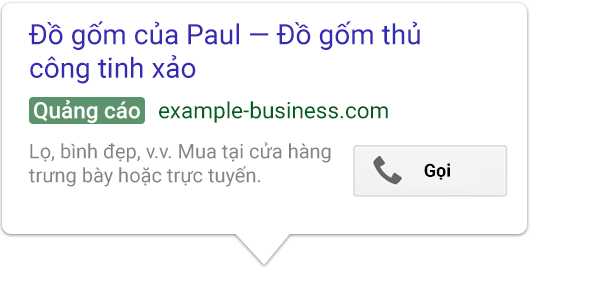 Đồ gốm của Paul — Đồ gốm thủ
công tinh xảo
Quảng cáo example-business.com
Lọ, bình đẹp, v.v. Mua tại cửa hàng
trưng bày hoặc trực tuyến.
Gọi